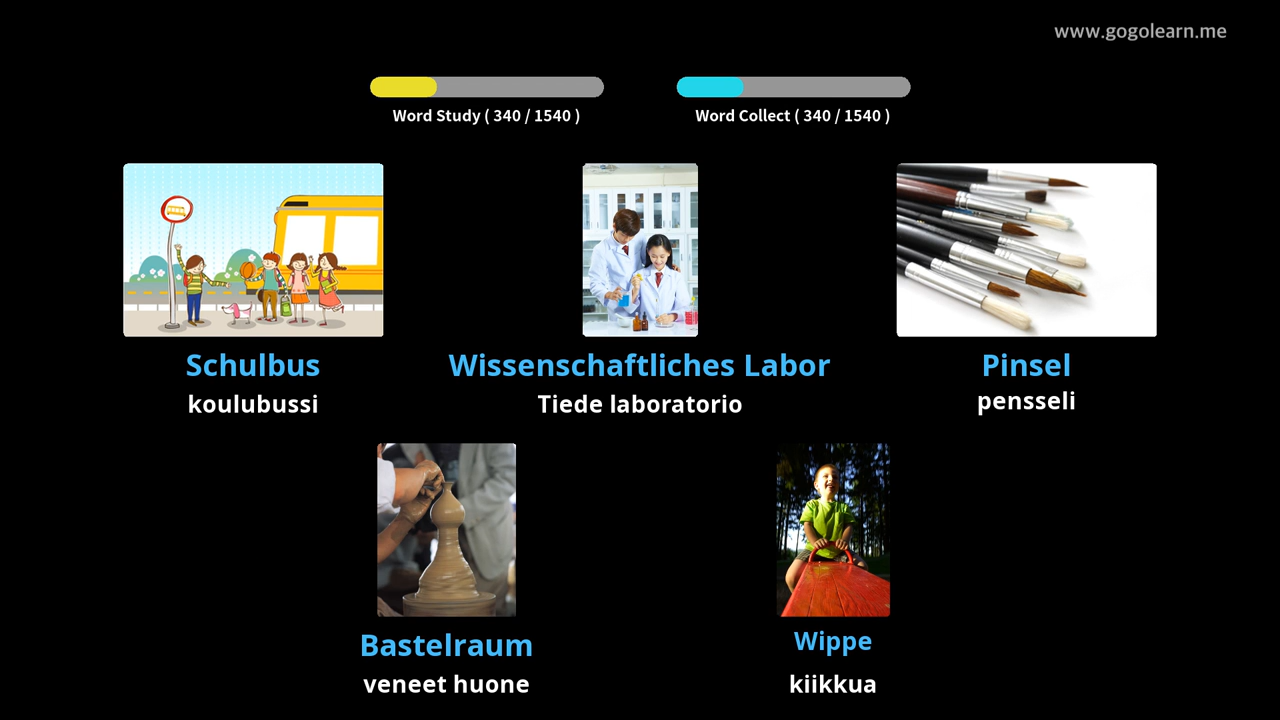 www.gogolearn.me
Word Study ( 340 / 1540 )
Word Collect ( 340 / 1540 )
Schulbus
koulubussi
Wissenschaftliches Labor
Tiede laboratorio
Pinsel
pensseli
Bastelraum
veneet huone
Wippe
kiikkua